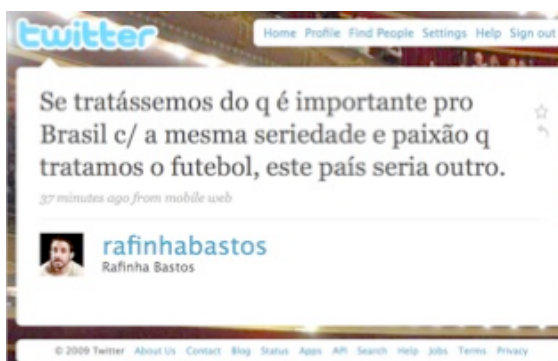 twitter
Home Profile Find People Settings Help Sign out
Se tratássemos do q é importante pro
Brasil c/ a mesma seriedade e paixão q
tratamos o futebol, este país seria outro.
37 minutes ago from mobile web
rafinhabastos
Rafinha Bastos
© 2009 Twitter About Us Contact Blog Status Apps API Search Help Jobs Terms Privacy